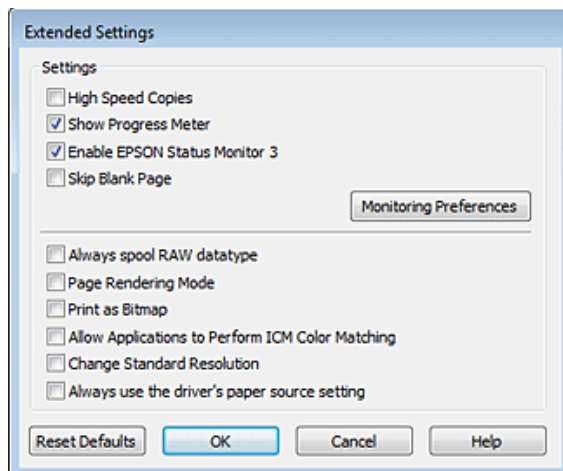 Extended Settings
Settings
High Speed Copies
Show Progress Meter
Enable EPSON Status Monitor 3
Skip Blank Page
Monitoring Preferences
Always spool RAW datatype
Page Rendering Mode
Print as Bitmap
Allow Applications to Perform ICM Color Matching
Change Standard Resolution
Always use the driver's paper source setting
Reset Defaults OK Cancel Help